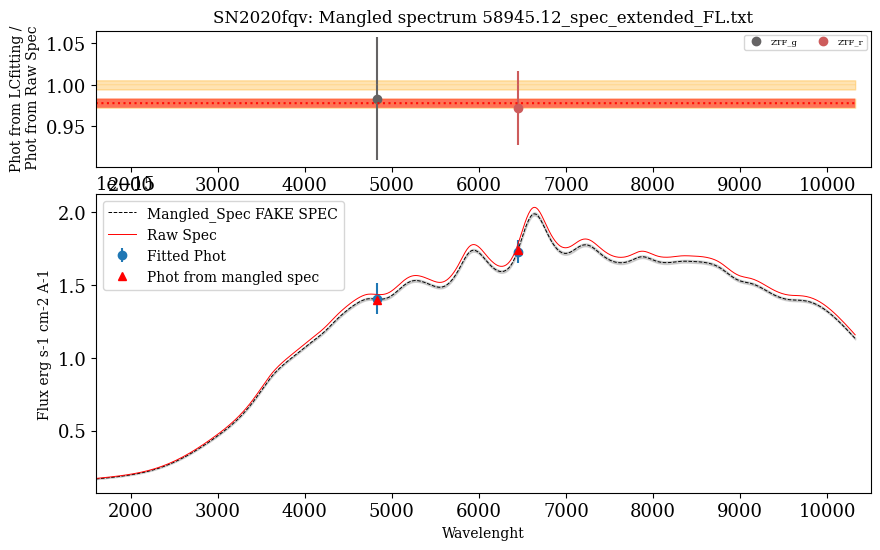 SN2020fqv: Mangled spectrum 58945.12_spec_extended_FL.txt
Phot from LCfitting /
Phot from Raw Spec
1.05
1.00
0.95
ZTF_g
ZTF_r
2000 3000 4000 5000 6000 7000 8000 9000 10000
1e−15
Mangled_Spec FAKE SPEC
Raw Spec
Fitted Phot
Phot from mangled spec
Flux erg s-1 cm-2 A-1
2.0
1.5
1.0
0.5
2000 3000 4000 5000 6000 7000 8000 9000 10000
Wavelenght